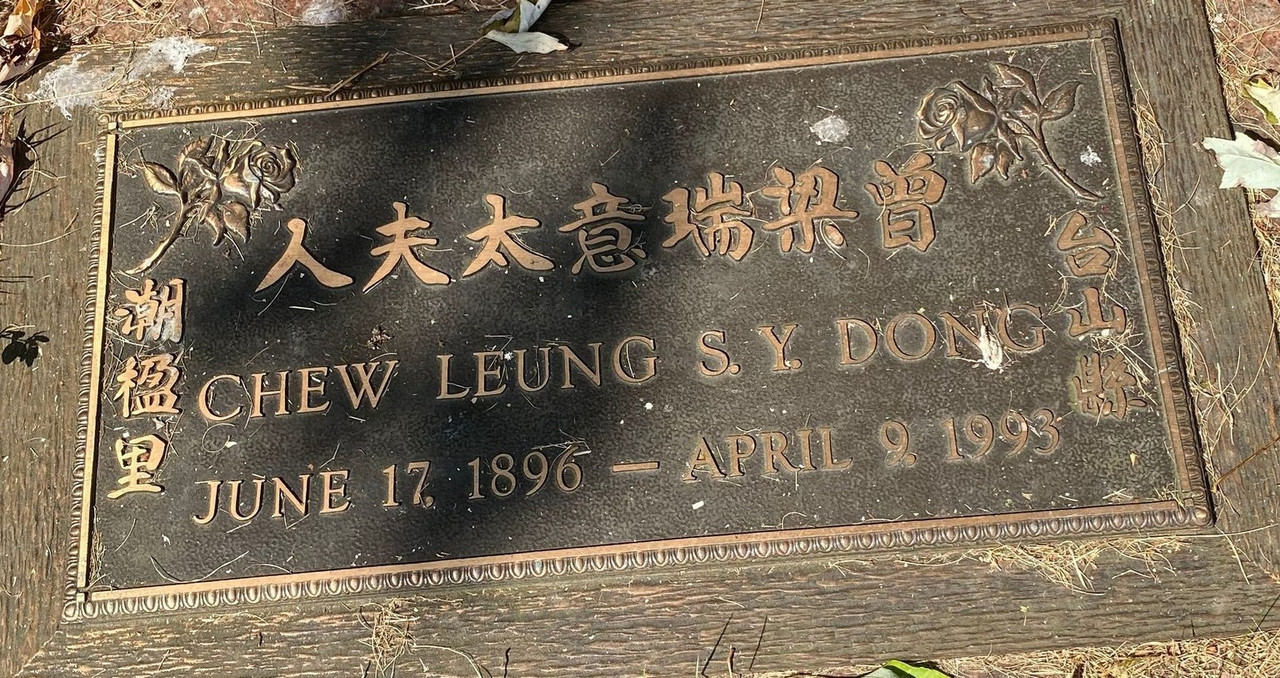 台山縣
曾梁瑞意太夫人
潮楹里
CHEW LEUNG S. Y. DONG
JUNE 17, 1896 — APRIL 9, 1993